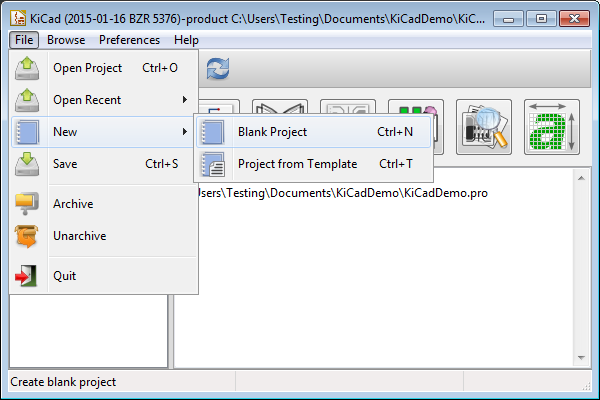 KiCad (2015-01-16 BZR 5376)-product C:\Users\Testing\Documents\KiCadDemo\KiC...
File Browse Preferences Help
Open Project Ctrl+O
Open Recent
New
Blank Project Ctrl+N
Save Ctrl+S
Project from Template Ctrl+T
Users\Testing\Documents\KiCadDemo\KiCadDemo.pro
Archive
Unarchive
Quit
Create blank project